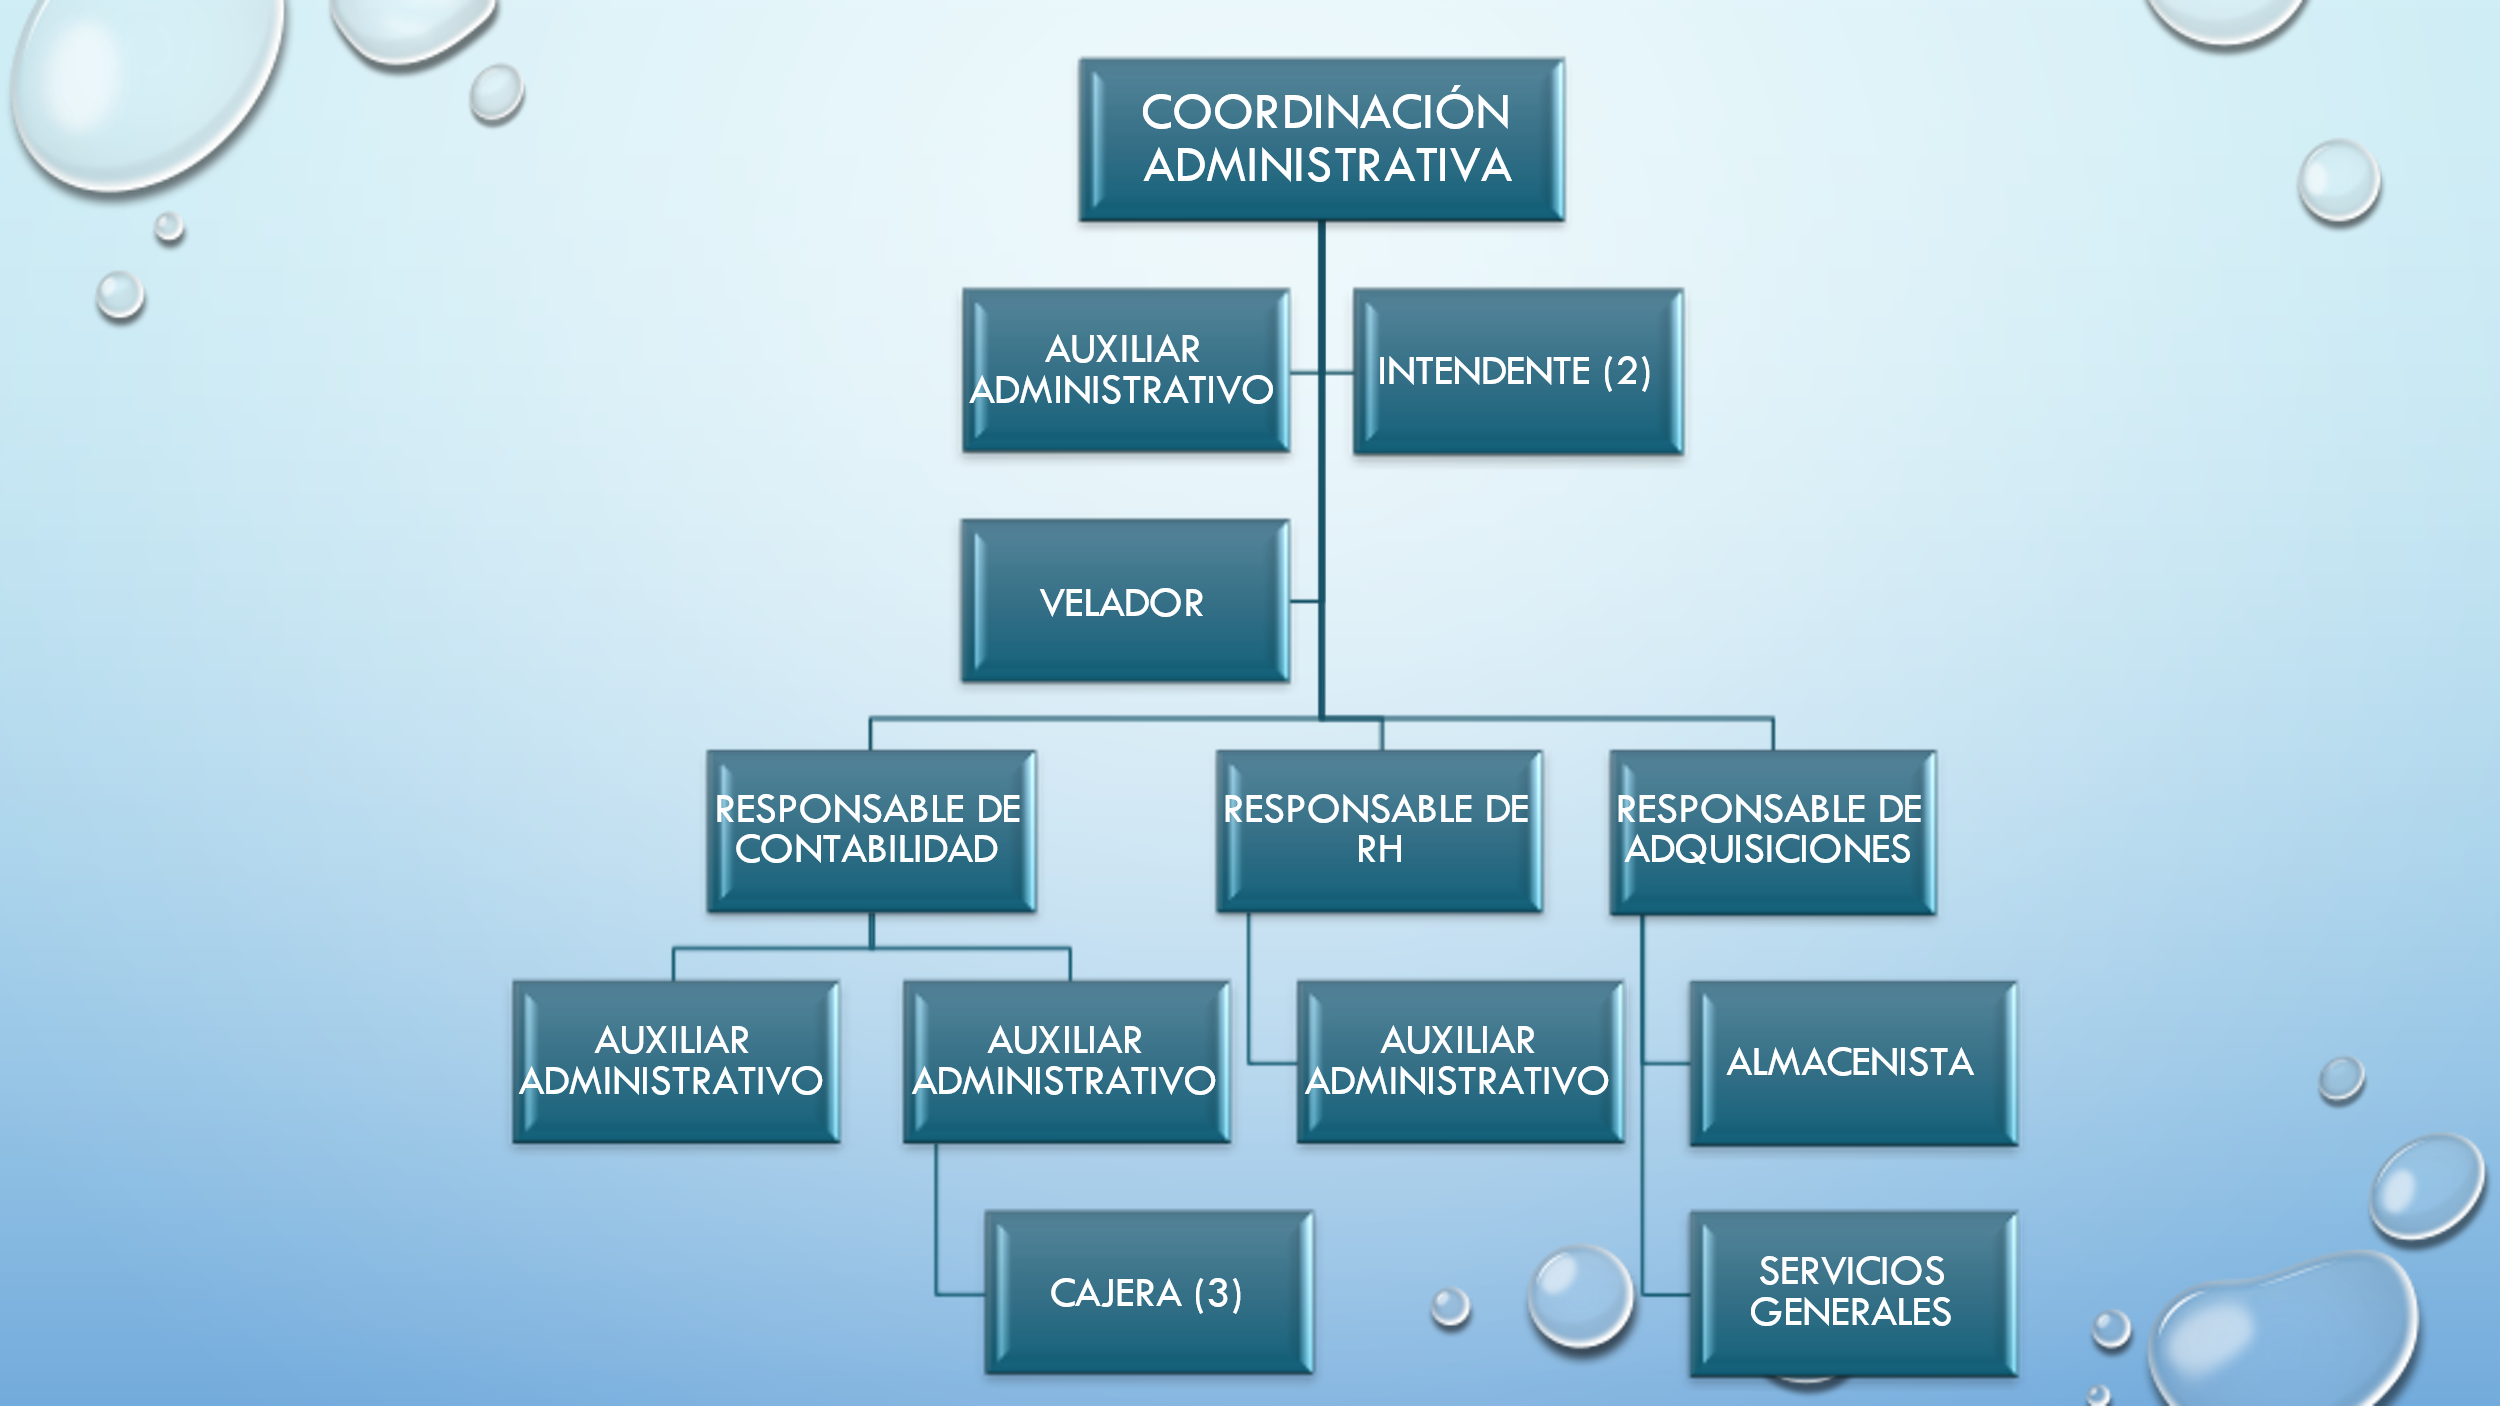 COORDINACIÓN
ADMINISTRATIVA
AUXILIAR
ADMINISTRATIVO
INTENDENTE (2)
VELADOR
RESPONSABLE DE
CONTABILIDAD
RESPONSABLE DE
RH
RESPONSABLE DE
ADQUISICIONES
AUXILIAR
ADMINISTRATIVO
AUXILIAR
ADMINISTRATIVO
AUXILIAR
ADMINISTRATIVO
ALMACENISTA
CAJERA (3)
SERVICIOS
GENERALES